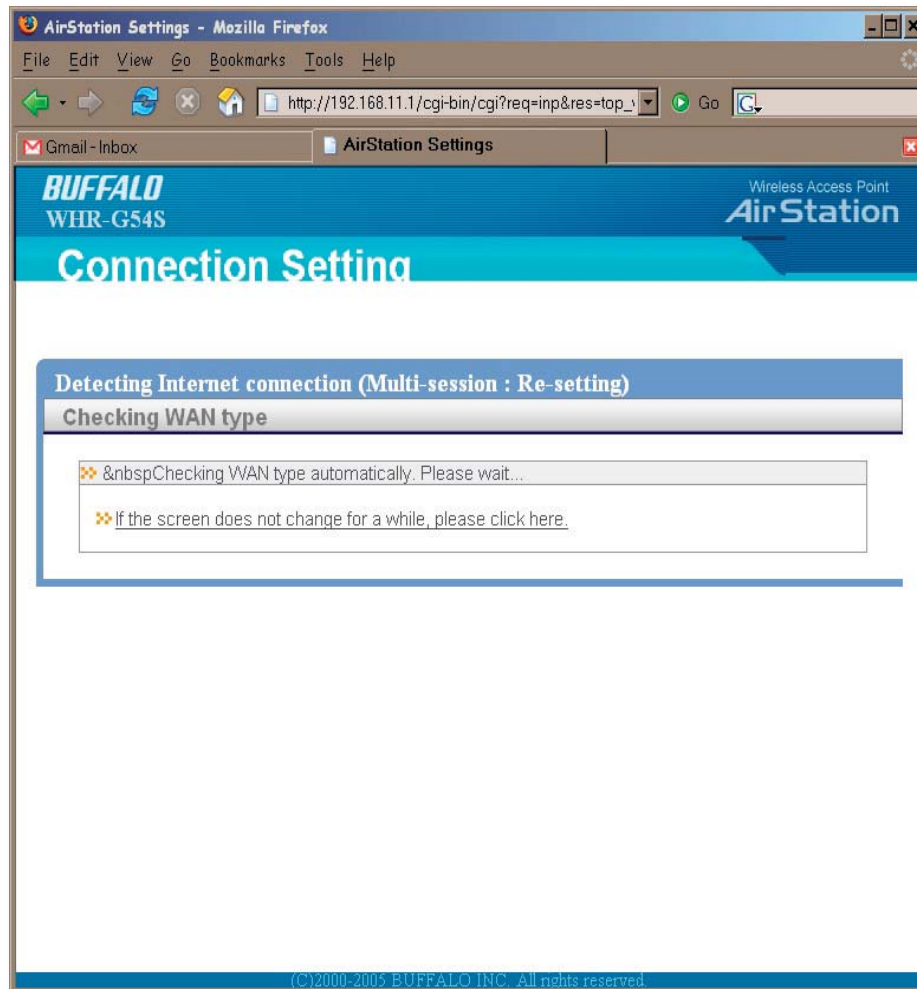 AirStation Settings - Mozilla Firefox
File Edit View Go Bookmarks Tools Help
http://192.168.11.1/cgi-bin/cgi?req=inp&res=top_ Go G
Gmail - Inbox AirStation Settings
BUFFALO
WHR-G54S
Wireless Access Point
AirStation
Connection Setting
Detecting Internet connection (Multi-session : Re-setting)
Checking WAN type
&nbspChecking WAN type automatically. Please wait...
If the screen does not change for a while, please click here.
(C)2000-2005 BUFFALO INC. All rights reserved.